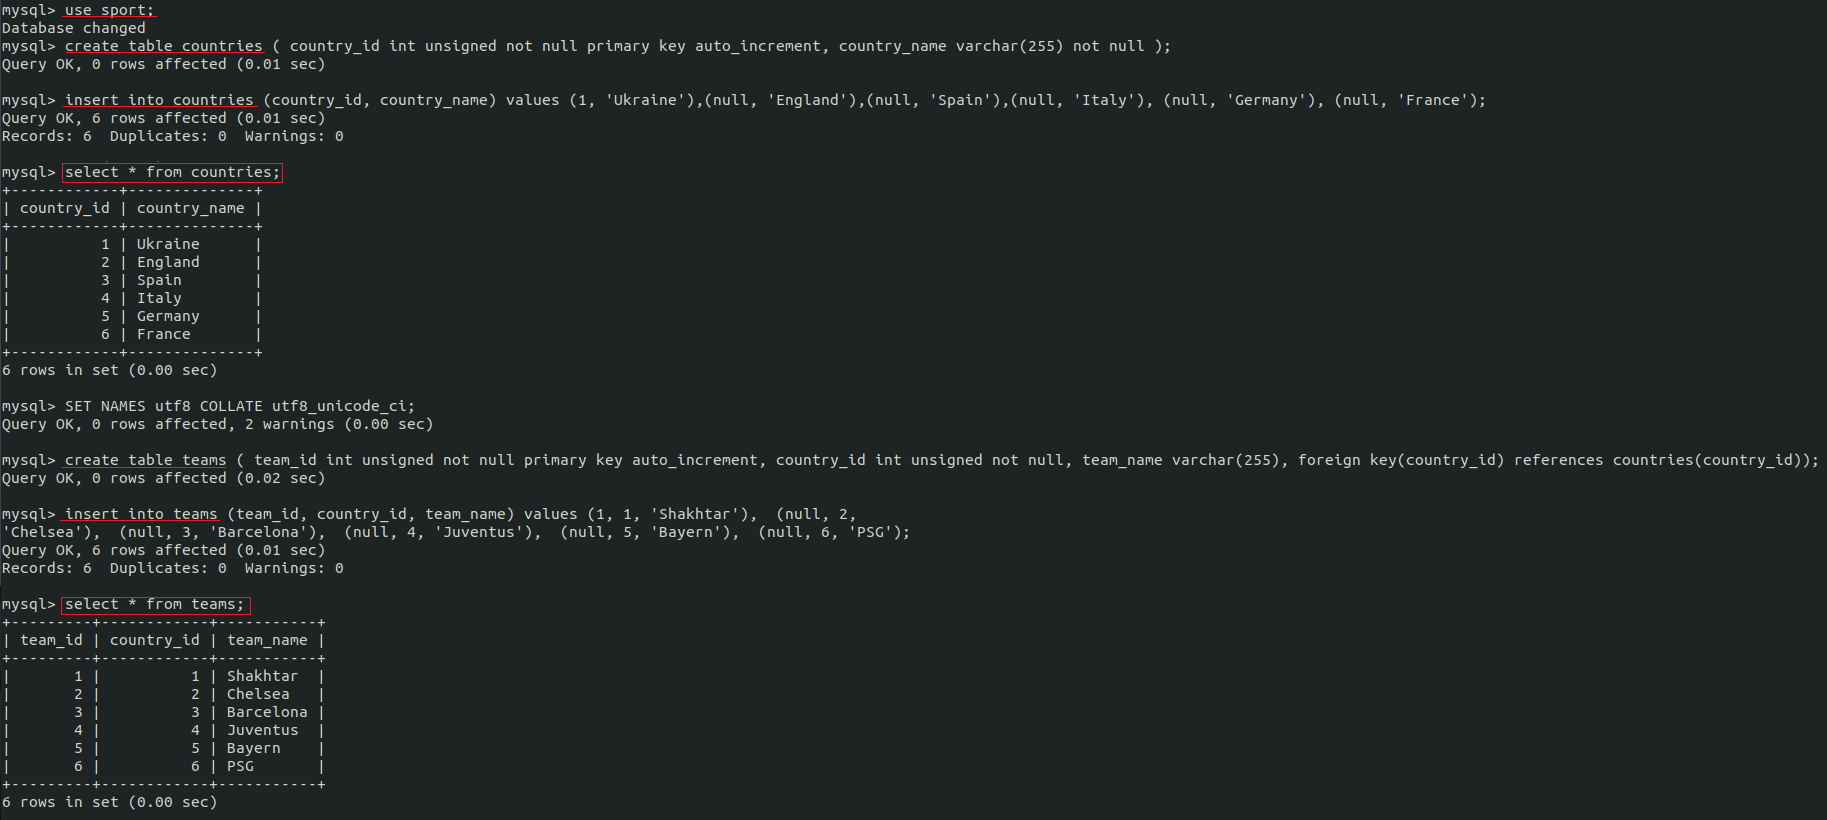 mysql> use sport;
Database changed
mysql> create table countries ( country_id int unsigned not null primary key auto_increment, country_name varchar(255) not null );
Query OK, 0 rows affected (0.01 sec)

mysql> insert into countries (country_id, country_name) values (1, 'Ukraine'),(null, 'England'),(null, 'Spain'),(null, 'Italy'), (null, 'Germany'), (null, 'France');
Query OK, 6 rows affected (0.01 sec)
Records: 6  Duplicates: 0  Warnings: 0

mysql> select * from countries;
+------------+--------------+
| country_id | country_name |
+------------+--------------+
|          1 | Ukraine      |
|          2 | England      |
|          3 | Spain        |
|          4 | Italy        |
|          5 | Germany      |
|          6 | France       |
+------------+--------------+
6 rows in set (0.00 sec)

mysql> SET NAMES utf8 COLLATE utf8_unicode_ci;
Query OK, 0 rows affected, 2 warnings (0.00 sec)

mysql> create table teams ( team_id int unsigned not null primary key auto_increment, country_id int unsigned not null, team_name varchar(255), foreign key(country_id) references countries(country_id));
Query OK, 0 rows affected (0.02 sec)

mysql> insert into teams (team_id, country_id, team_name) values (1, 1, 'Shakhtar'),  (null, 2,
'Chelsea'),  (null, 3, 'Barcelona'),  (null, 4, 'Juventus'),  (null, 5, 'Bayern'),  (null, 6, 'PSG');
Query OK, 6 rows affected (0.01 sec)
Records: 6  Duplicates: 0  Warnings: 0

mysql> select * from teams;
+---------+------------+-----------+
| team_id | country_id | team_name |
+---------+------------+-----------+
|       1 |          1 | Shakhtar  |
|       2 |          2 | Chelsea   |
|       3 |          3 | Barcelona |
|       4 |          4 | Juventus  |
|       5 |          5 | Bayern    |
|       6 |          6 | PSG       |
+---------+------------+-----------+
6 rows in set (0.00 sec)